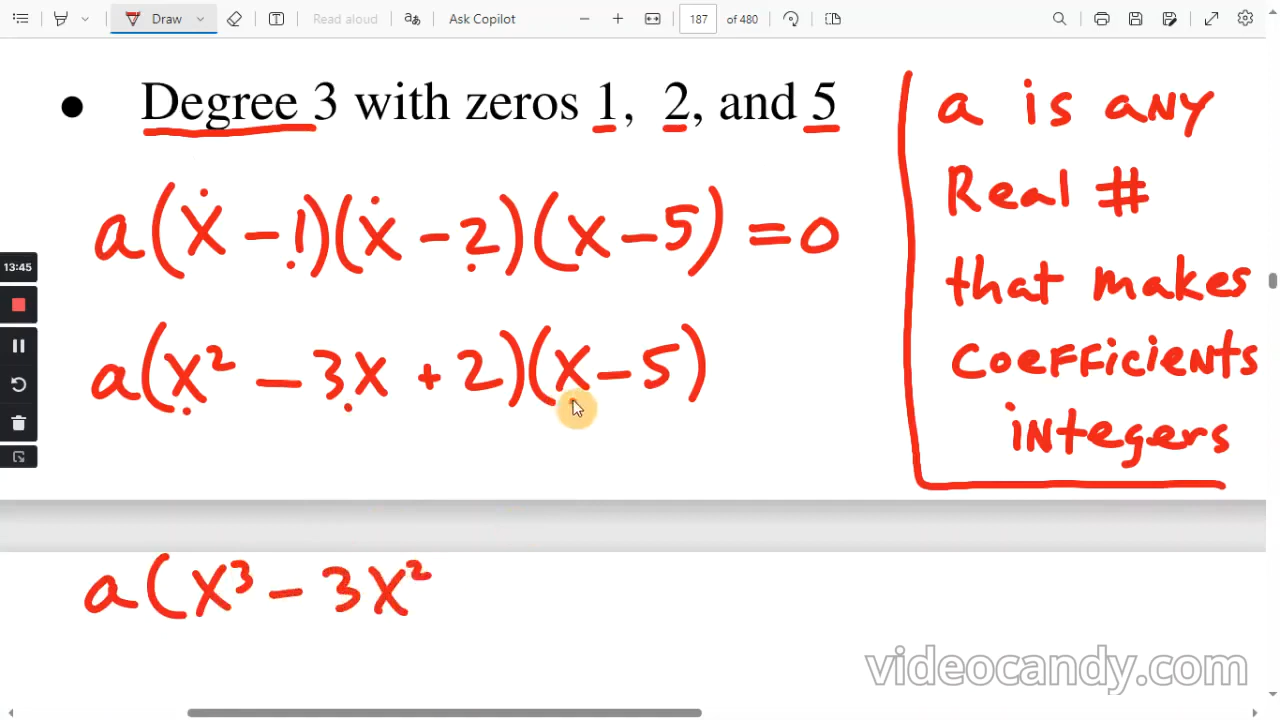 Draw
Read aloud
Ask Copilot
187 of 480
• Degree 3 with zeros 1, 2, and 5
a(x - 1)(x - 2)(x - 5) = 0
a(x² - 3x + 2)(x - 5)
a(x³ - 3x²
a is any
Real #
that makes
coefficients
integers
13:45
videocandy.com